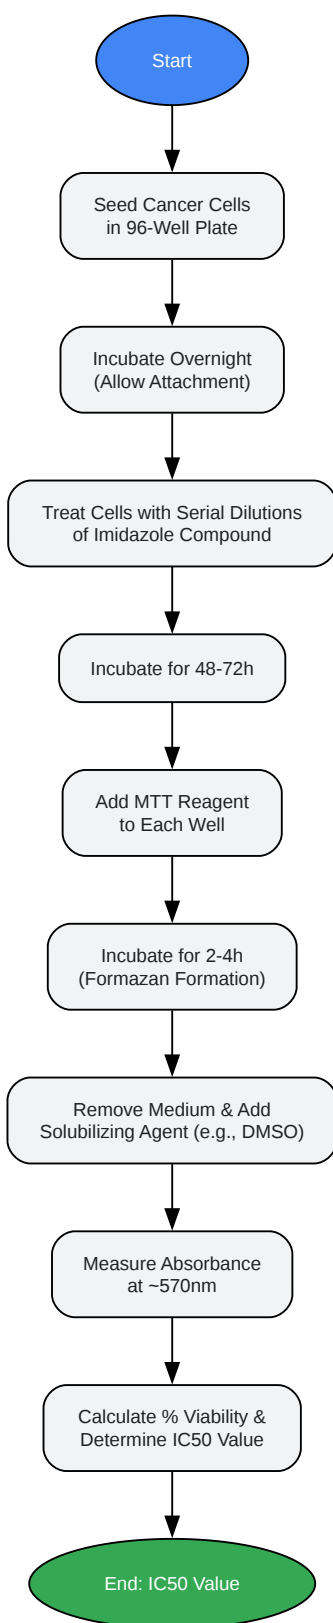 Start
Seed Cancer Cells
in 96-Well Plate
Incubate Overnight
(Allow Attachment)
Treat Cells with Serial Dilutions
of Imidazole Compound
Incubate for 48-72h
Add MTT Reagent
to Each Well
Incubate for 2-4h
(Formazan Formation)
Remove Medium & Add
Solubilizing Agent (e.g., DMSO)
Measure Absorbance
at ~570nm
Calculate % Viability &
Determine IC50 Value
End: IC50 Value